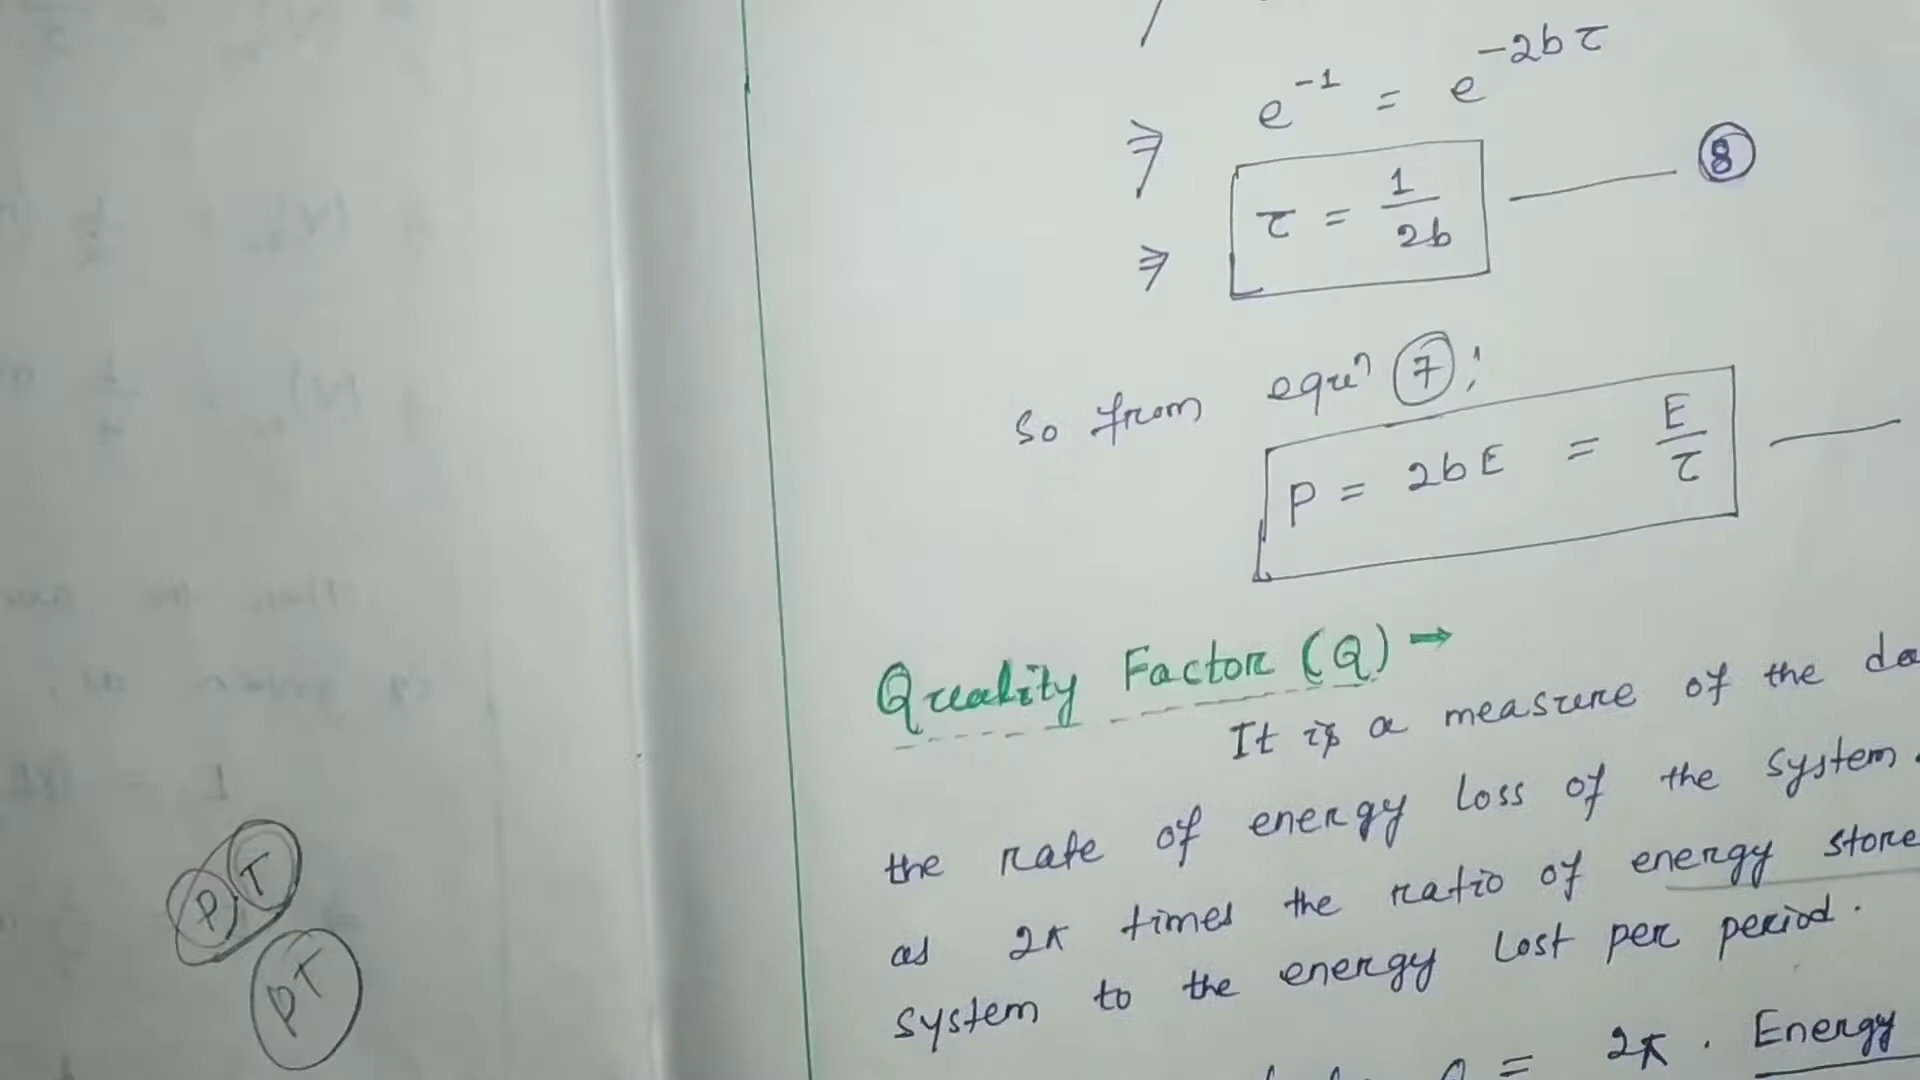 ⇒ e^{-1} = e^{-2bτ}
⇒ τ = 1/2b —— ⑧
So from equⁿ ⑦;
P = 2bE = E/τ ——
Quality Factor (Q) →
It is a measure of the
the rate of energy loss of the system.
as 2π times the ratio of energy store
system to the energy lost per period.
Q = 2π . Energy
P.T
PT